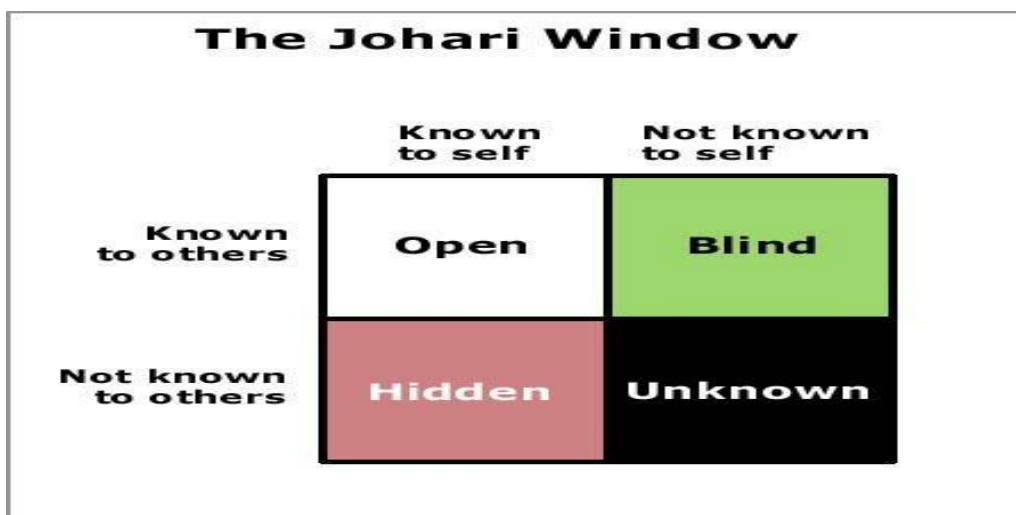 The Johari Window
Known
to self
Not known
to self
Known
to others
Open
Blind
Not known
to others
Hidden
Unknown